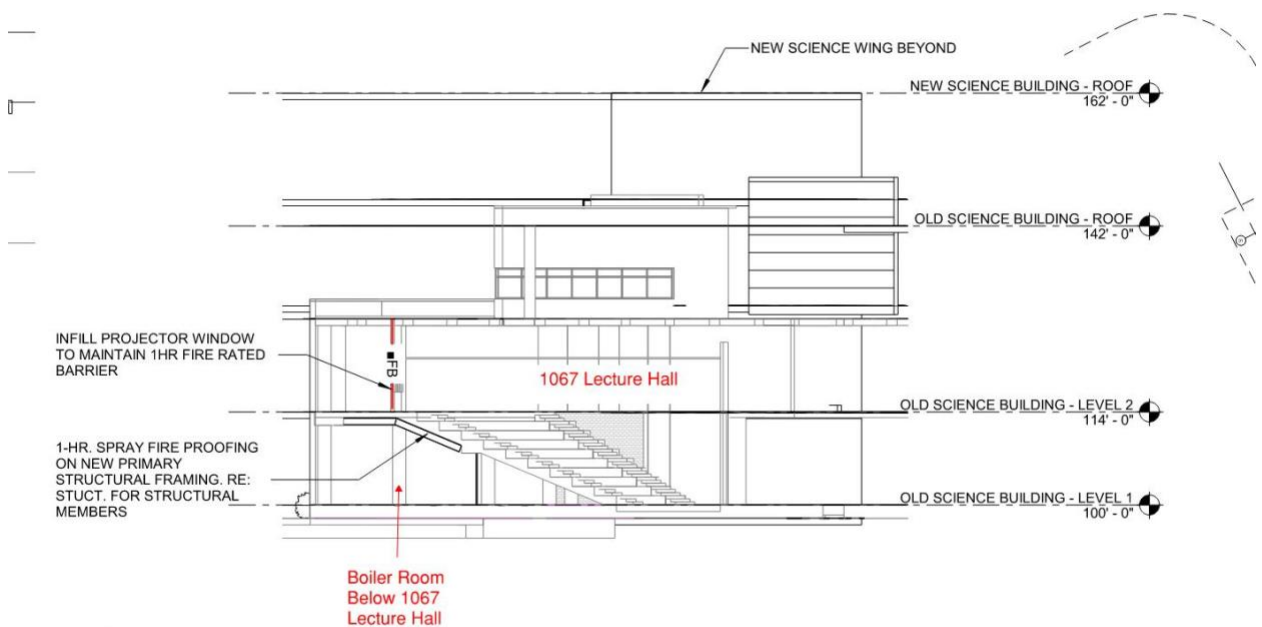 NEW SCIENCE WING BEYOND
NEW SCIENCE BUILDING - ROOF
162' - 0"
OLD SCIENCE BUILDING - ROOF
142' - 0"
INFILL PROJECTOR WINDOW
TO MAINTAIN 1HR FIRE RATED
BARRIER
FB
1067 Lecture Hall
OLD SCIENCE BUILDING - LEVEL 2
114' - 0"
1-HR. SPRAY FIRE PROOFING
ON NEW PRIMARY
STRUCTURAL FRAMING. RE:
STUCT. FOR STRUCTURAL
MEMBERS
OLD SCIENCE BUILDING - LEVEL 1
100' - 0"
Boiler Room
Below 1067
Lecture Hall